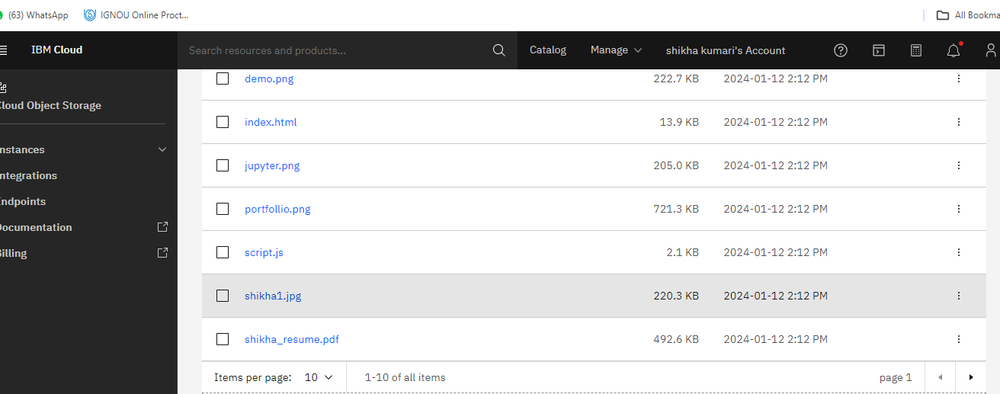 (63) WhatsApp IGNOU Online Proct... All Bookma
IBM Cloud Search resources and products... Catalog Manage shikha kumari's Account
demo.png 222.7 KB 2024-01-12 2:12 PM
loud Object Storage
index.html 13.9 KB 2024-01-12 2:12 PM
nstances
jupyter.png 205.0 KB 2024-01-12 2:12 PM
ntegrations
ndpoints
portfollio.png 721.3 KB 2024-01-12 2:12 PM
ocumentation
script.js 2.1 KB 2024-01-12 2:12 PM
illing
shikha1.jpg 220.3 KB 2024-01-12 2:12 PM
shikha_resume.pdf 492.6 KB 2024-01-12 2:12 PM
Items per page: 10 1-10 of all items page 1